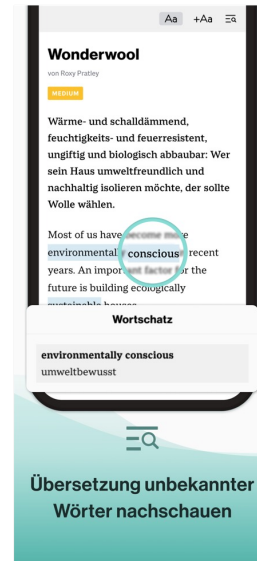 Aa +Aa
Wonderwool
von Roxy Pratley
MEDIUM
Wärme- und schalldämmend,
feuchtigkeits- und feuerresistent,
ungiftig und biologisch abbaubar: Wer
sein Haus umweltfreundlich und
nachhaltig isolieren möchte, der sollte
Wolle wählen.
Most of us have become more
environmentally conscious recent
years. An important factor for the
future is building ecologically
sustainable houses
Wortschatz
environmentally conscious
umweltbewusst
Übersetzung unbekannter
Wörter nachschauen